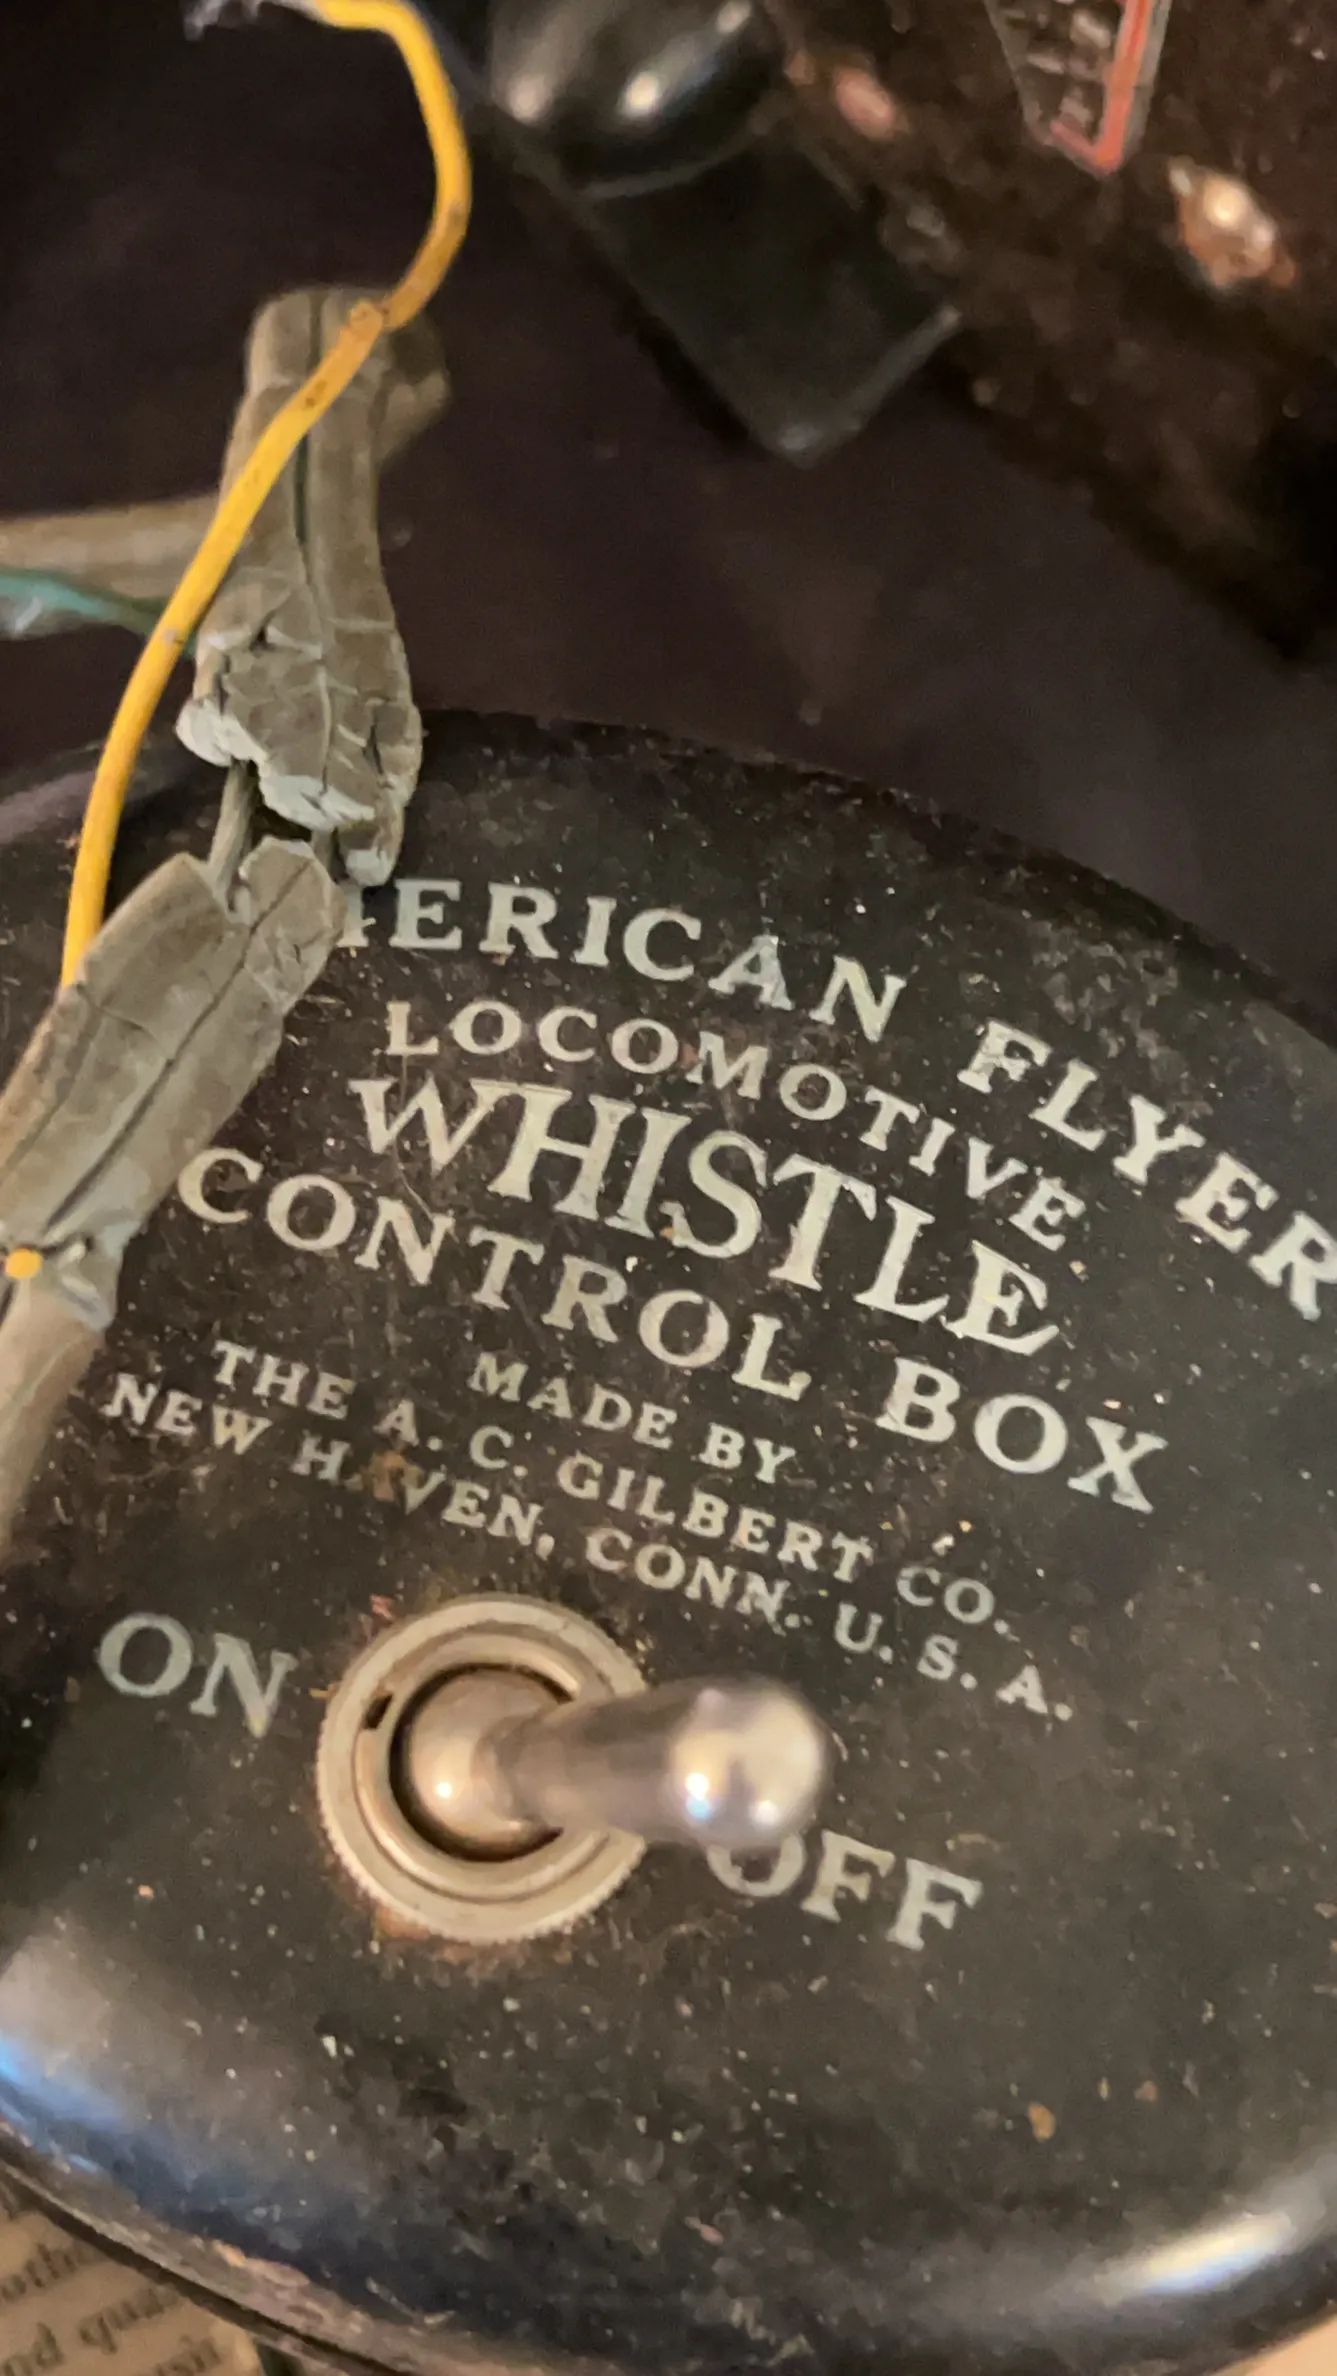 ERICAN FLYER
LOCOMOTIVE
WHISTLE
CONTROL BOX
MADE BY
THE A. C. GILBERT CO.
NEW HAVEN, CONN. U. S. A.
ON
OFF